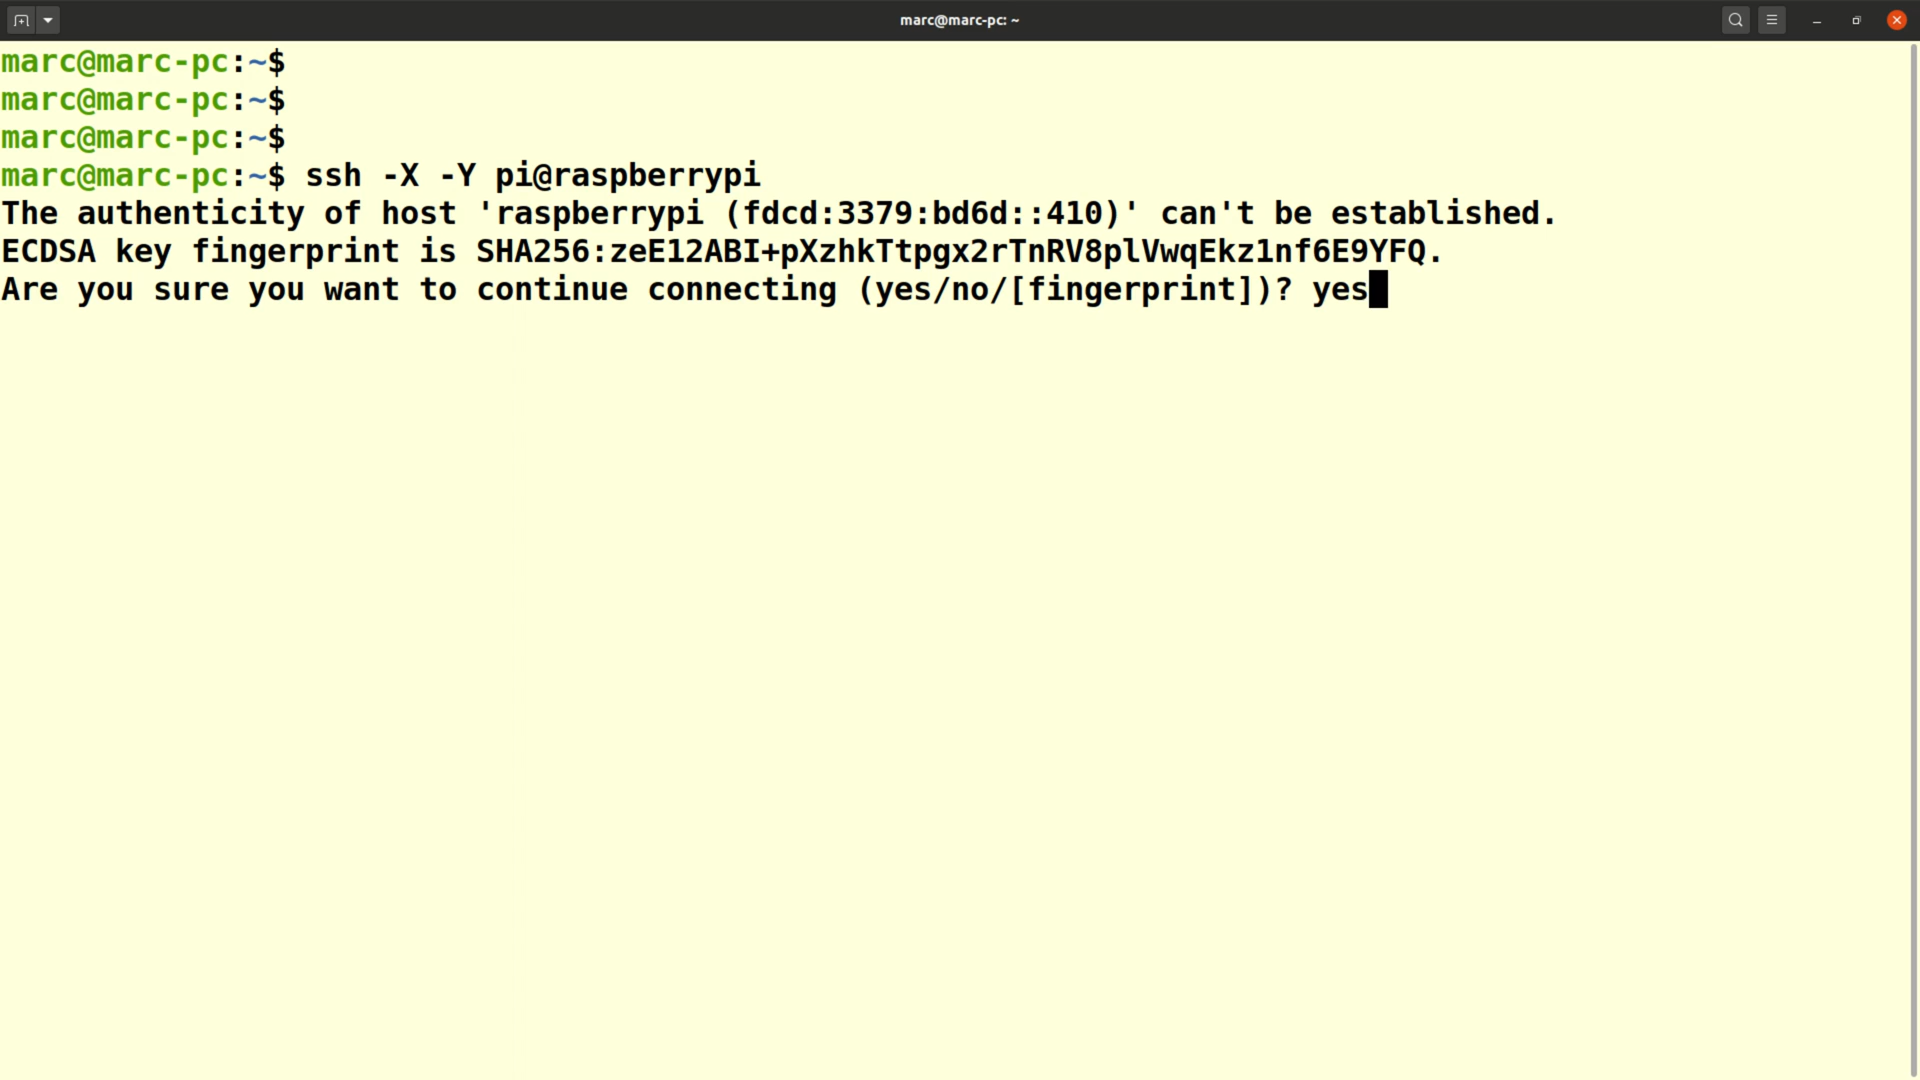 marc@marc-pc: ~
marc@marc-pc:~$
marc@marc-pc:~$
marc@marc-pc:~$
marc@marc-pc:~$ ssh -X -Y pi@raspberrypi
The authenticity of host 'raspberrypi (fdcd:3379:bd6d::410)' can't be established.
ECDSA key fingerprint is SHA256:zeE12ABI+pXzhkTtpgx2rTnRV8plVwqEkz1nf6E9YFQ.
Are you sure you want to continue connecting (yes/no/[fingerprint])? yes